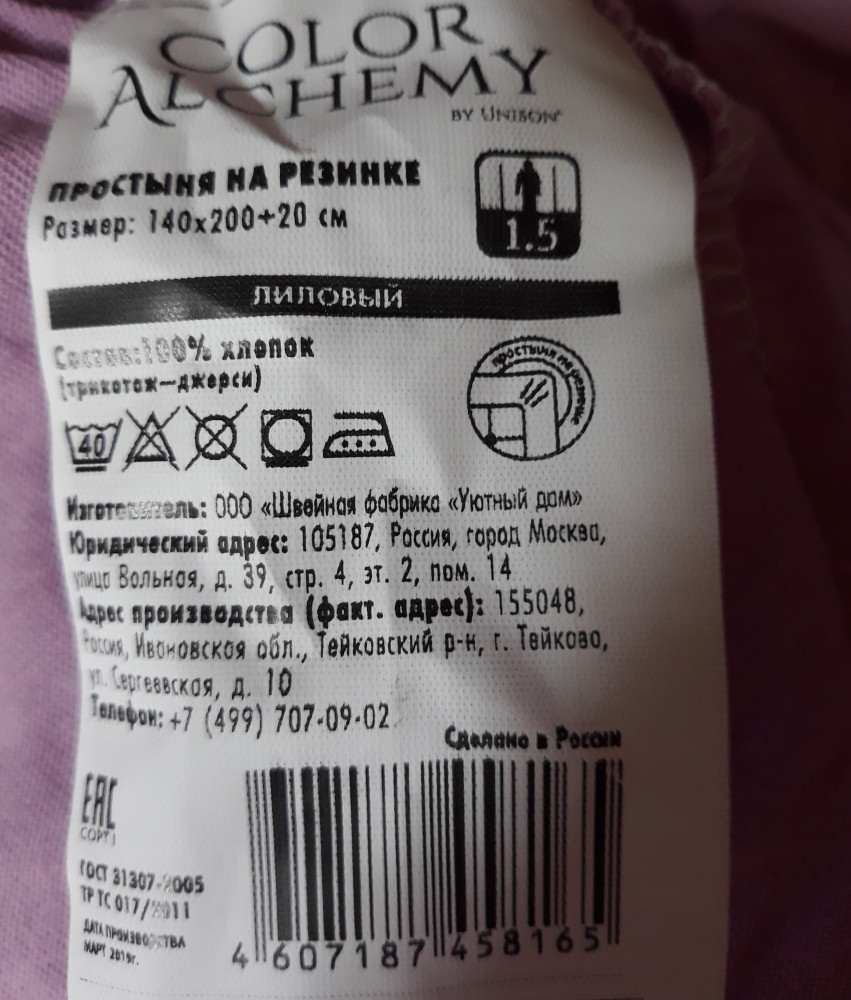 COLOR
ALCHEMY
BY UNISON®
ПРОСТЫНЯ НА РЕЗИНКЕ
Размер: 140х200+20 см
1.5
ЛИЛОВЫЙ
Состав:100% хлопок
(трикотаж–джерси)
простыня на резинке
40
Изготовитель: ООО «Швейная фабрика «Уютный дом»
Юридический адрес: 105187, Россия, город Москва,
улица Вольная, д. 39, стр. 4, эт. 2, пом. 14
Адрес производства (факт. адрес): 155048,
Россия, Ивановская обл., Тейковский р-н, г. Тейково,
ул. Сергеевская, д. 10
Телефон: +7 (499) 707-09-02
Сделано в России
EAC
СОРТ 1
ГОСТ 31307-2005
ТР ТС 017/2011
ДАТА ПРОИЗВОДСТВА
МАРТ 2019г.
4 607187 458165